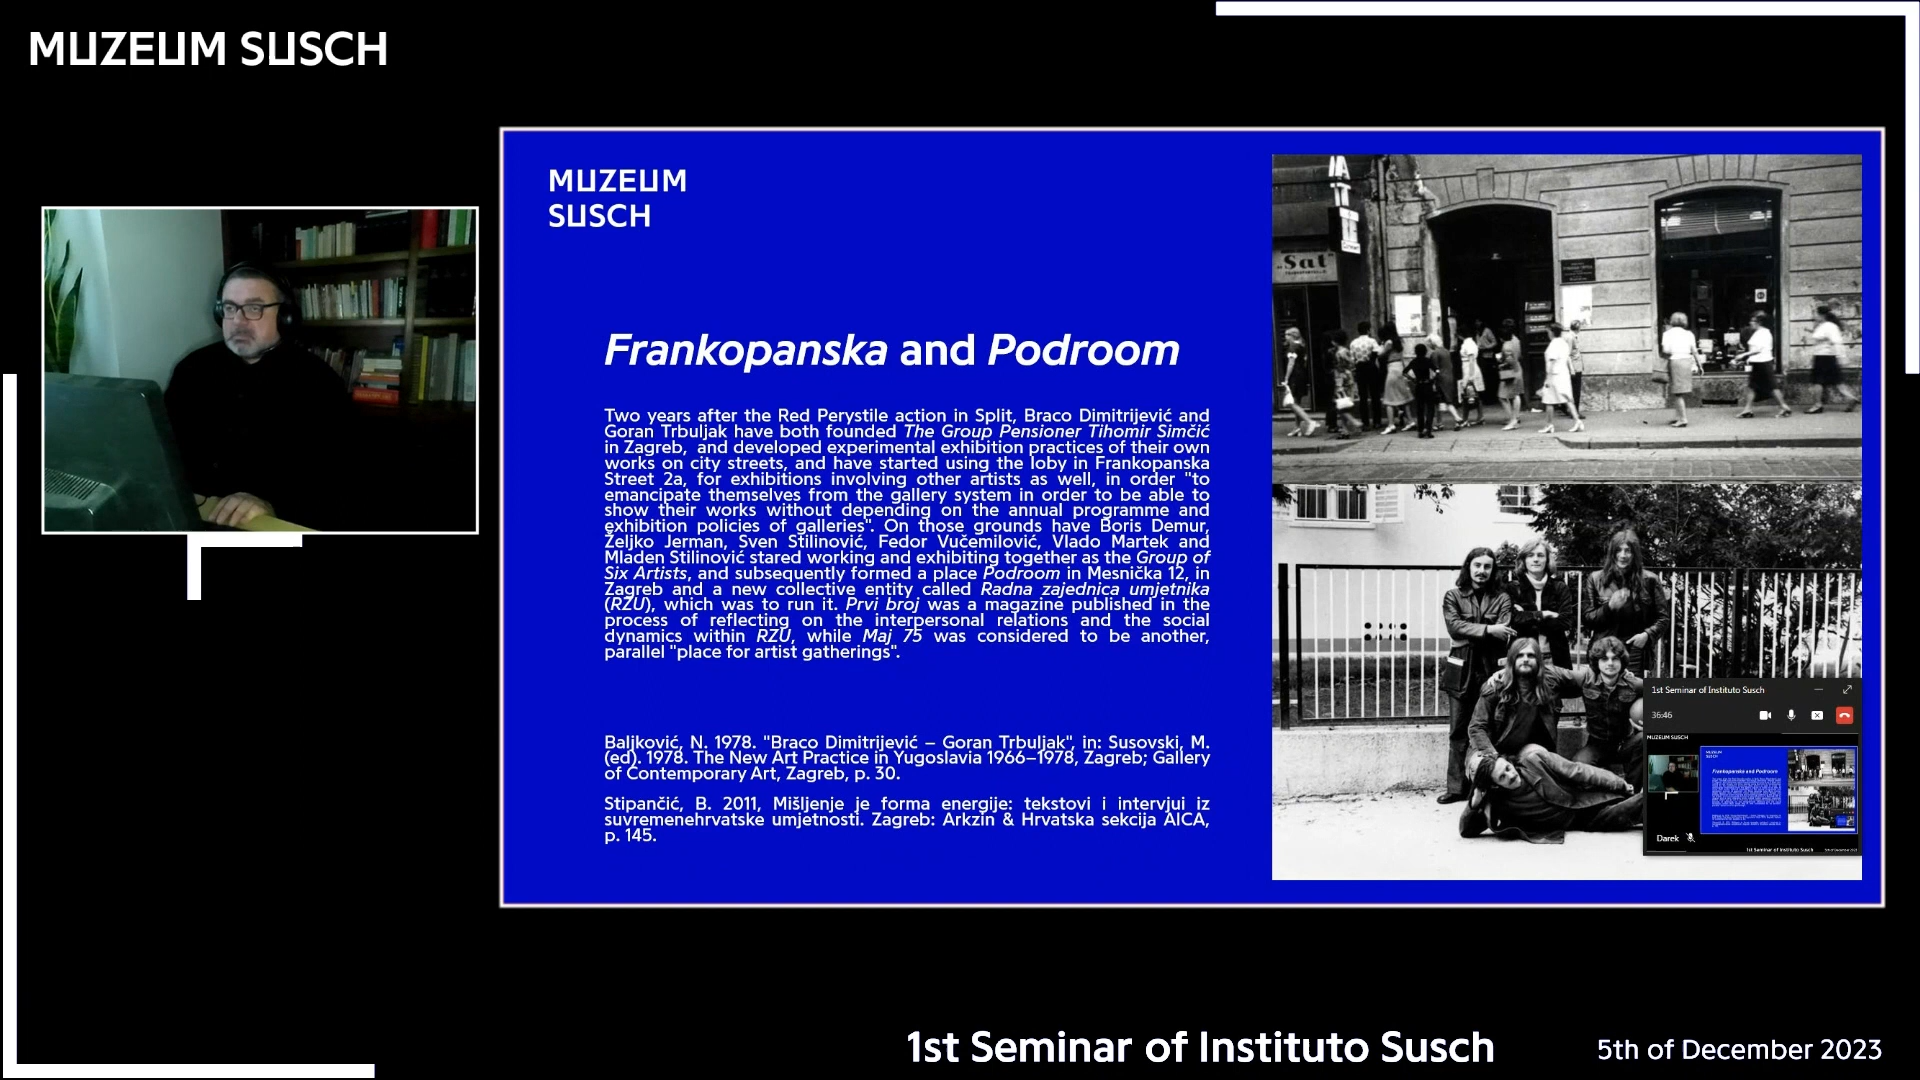 MUZEUM SUSCH
MUZEUM
SUSCH
Frankopanska and Podroom
Two years after the Red Perystile action in Split, Braco Dimitrijević and
Goran Trbuljak have both founded The Group Pensioner Tihomir Simčić
in Zagreb, and developed experimental exhibition practices of their own
works on city streets, and have started using the loby in Frankopanska
Street 2a, for exhibitions involving other artists as well, in order "to
emancipate themselves from the gallery system in order to be able to
show their works without depending on the annual programme and
exhibition policies of galleries". On those grounds have Boris Demur,
Željko Jerman, Sven Stilinović, Fedor Vučemilović, Vlado Martek and
Mladen Stilinović stared working and exhibiting together as the Group of
Six Artists, and subsequently formed a place Podroom in Mesnička 12, in
Zagreb and a new collective entity called Radna zajednica umjetnika
(RZU), which was to run it. Prvi broj was a magazine published in the
process of reflecting on the interpersonal relations and the social
dynamics within RZU, while Maj 75 was considered to be another,
parallel "place for artist gatherings".
Baljković, N. 1978. "Braco Dimitrijević – Goran Trbuljak", in: Susovski, M.
(ed). 1978. The New Art Practice in Yugoslavia 1966–1978, Zagreb; Gallery
of Contemporary Art, Zagreb, p. 30.
Stipančić, B. 2011, Mišljenje je forma energije: tekstovi i intervjui iz
suvremenehrvatske umjetnosti. Zagreb: Arkzin & Hrvatska sekcija AICA,
p. 145.
"Sat"
1st Seminar of Instituto Susch
36:46
MUZEUM SUSCH
MUZEUM
SUSCH
Frankopanska and Podroom
Darek
1st Seminar of Instituto Susch
1st Seminar of Instituto Susch
5th of December 2023